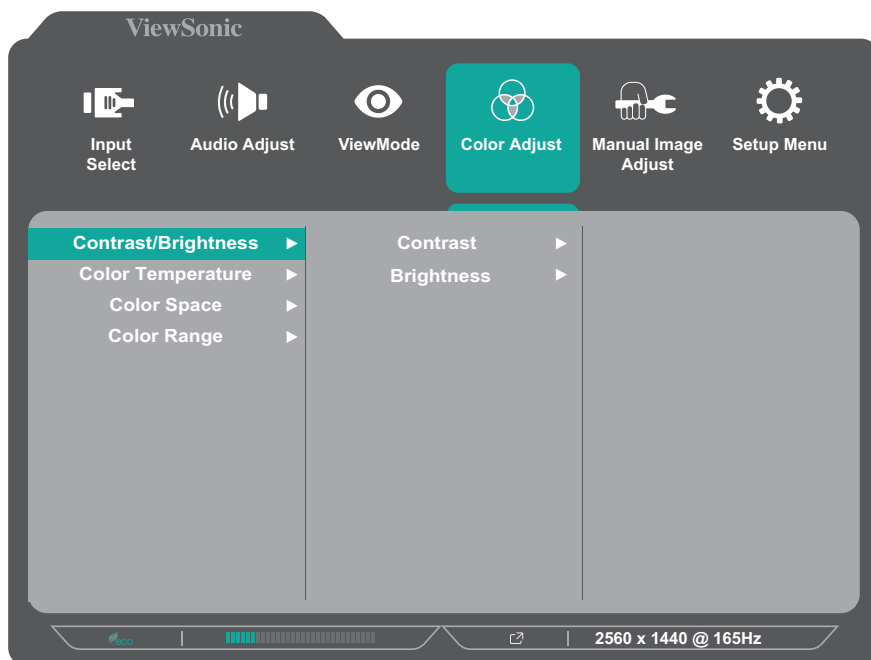 ViewSonic
Input
Select
Audio Adjust
ViewMode
Color Adjust
Manual Image
Adjust
Setup Menu
Contrast/Brightness
Color Temperature
Color Space
Color Range
Contrast
Brightness
eco
2560 x 1440 @ 165Hz